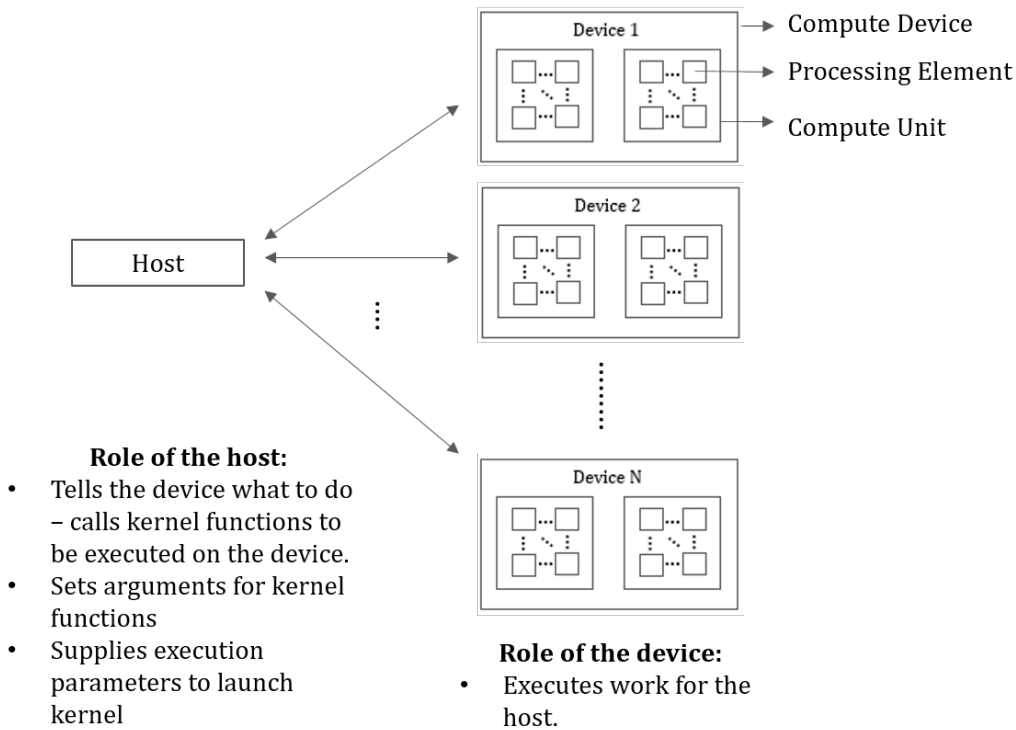 Device 1
Compute Device
Processing Element
Compute Unit
Device 2
Host
Device N
Role of the host:
• Tells the device what to do
– calls kernel functions to
be executed on the device.
• Sets arguments for kernel
functions
• Supplies execution
parameters to launch
kernel
Role of the device:
• Executes work for the
host.